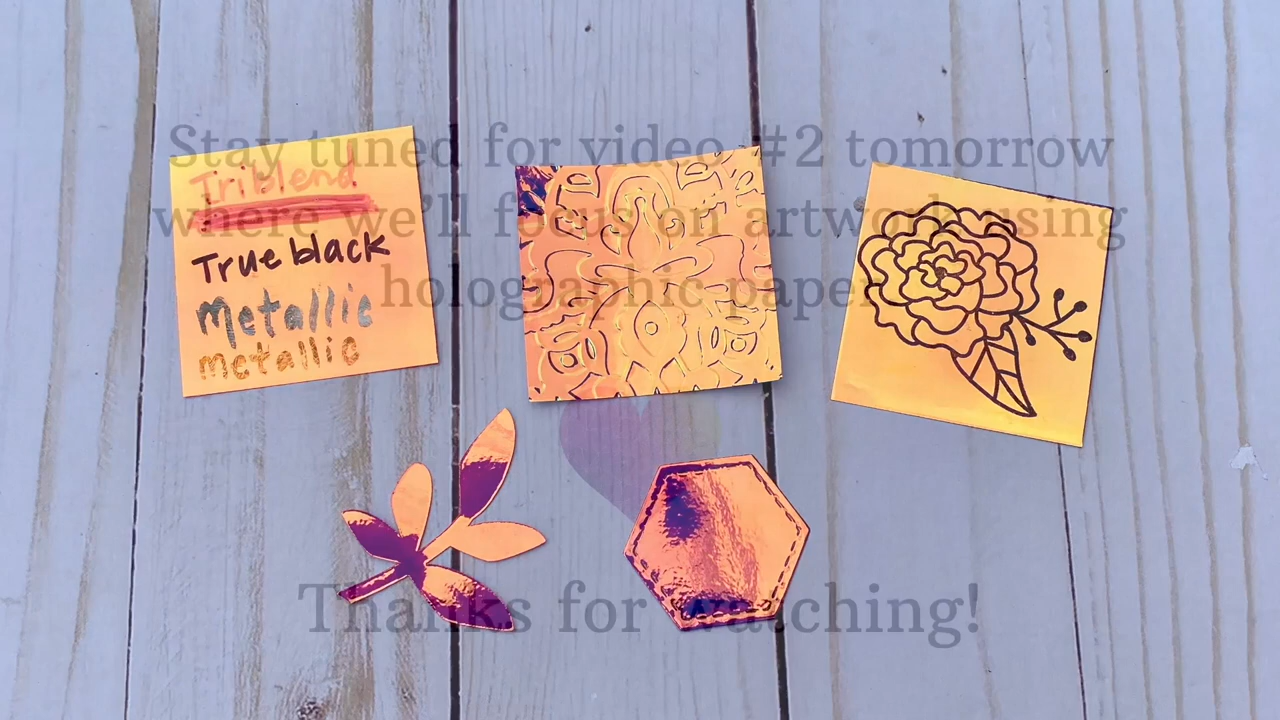 Stay tuned for video #2 tomorrow
where we'll focus on artwork using
holographic paper
Thanks for watching!
Triblend
True black
Metallic
metallic